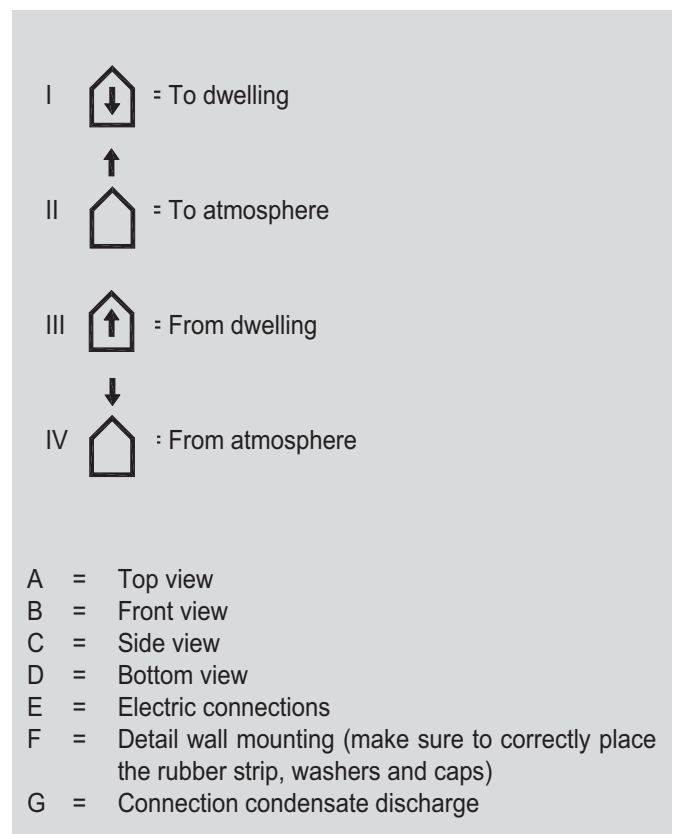 I = To dwelling
II = To atmosphere
III = From dwelling
IV = From atmosphere
A = Top view
B = Front view
C = Side view
D = Bottom view
E = Electric connections
F = Detail wall mounting (make sure to correctly place
the rubber strip, washers and caps)
G = Connection condensate discharge